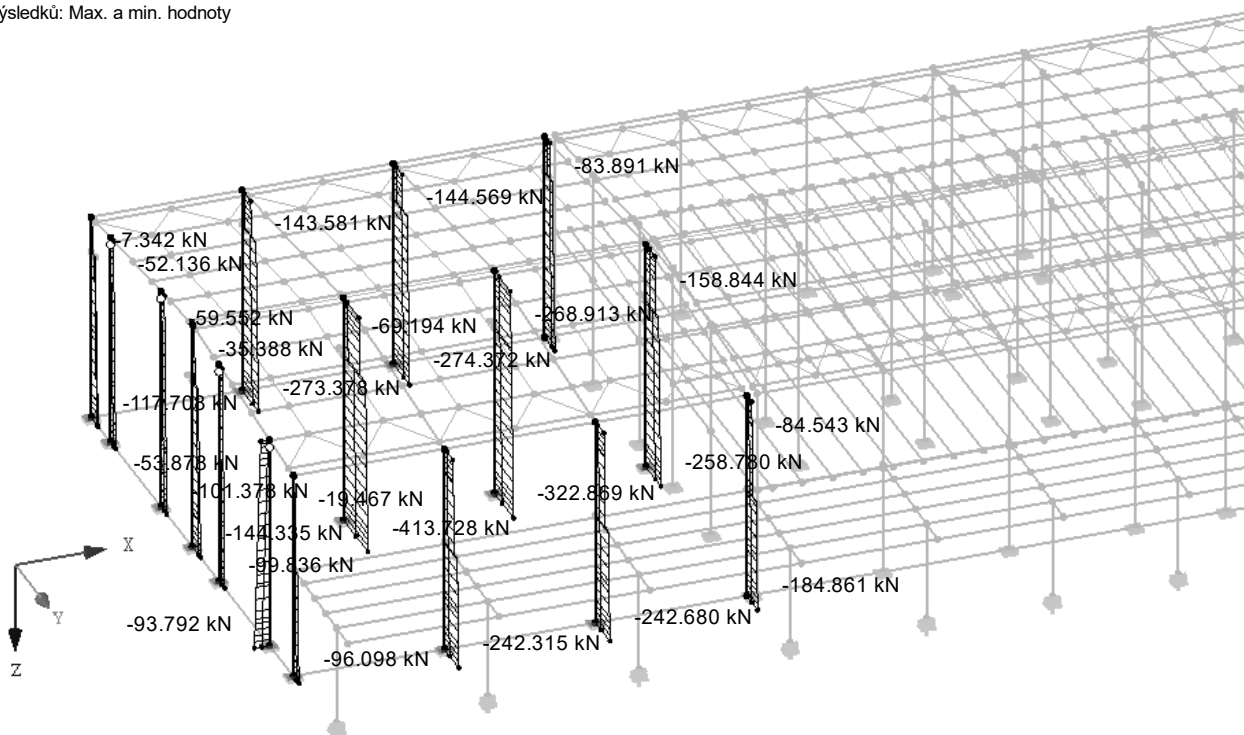 ýsledků: Max. a min. hodnoty
-83.891 kN
-144.569 kN
-143.581 kN
-7.342 kN
-52.136 kN
-158.844 kN
-268.913 kN
-59.552 kN
-69.194 kN
-35.388 kN
-274.372 kN
-273.378 kN
-117.703 kN
-84.543 kN
-53.873 kN
-258.780 kN
101.378 kN
-19.467 kN
-322.869 kN
-144.335 kN
-413.728 kN
-99.836 kN
-184.861 kN
-93.792 kN
-242.680 kN
-242.315 kN
-96.098 kN
X
Y
Z